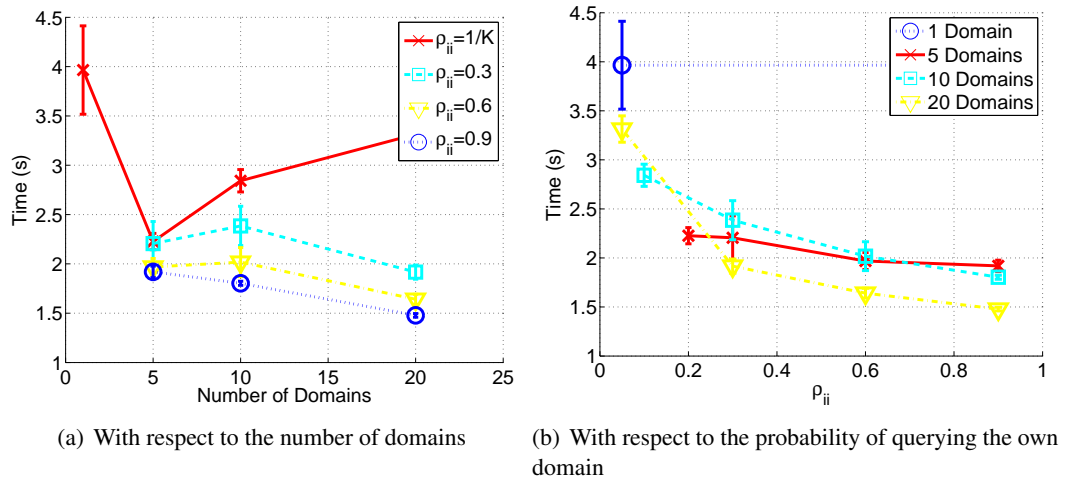 4.5
4
3.5
3
2.5
2
1.5
1
Time (s)
0
5
10
15
20
25
Number of Domains
ρii=1/K
ρii=0.3
ρii=0.6
ρii=0.9
(a) With respect to the number of domains
4.5
4
3.5
3
2.5
2
1.5
1
Time (s)
0
0.2
0.4
0.6
0.8
1
ρii
1 Domain
5 Domains
10 Domains
20 Domains
(b) With respect to the probability of querying the own
domain